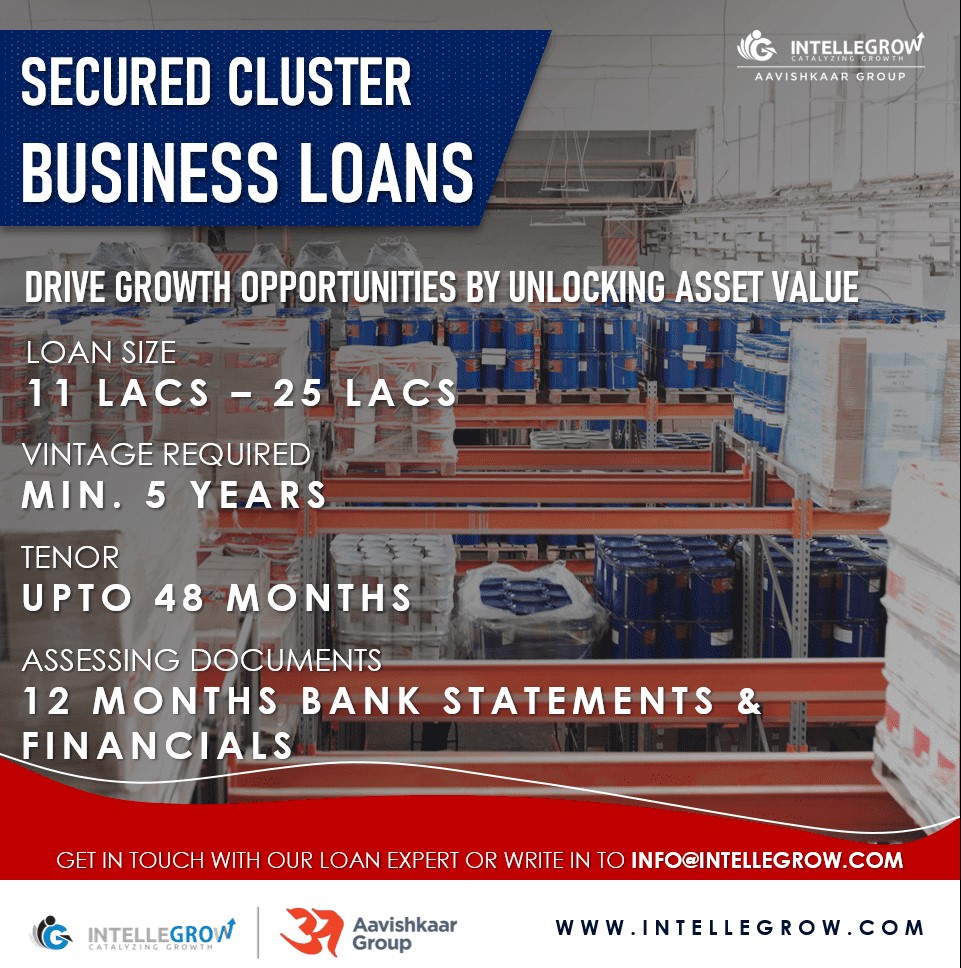 INTELLEGROW
CATALYZING GROWTH
AAVISHKAAR GROUP
SECURED CLUSTER
BUSINESS LOANS
DRIVE GROWTH OPPORTUNITIES BY UNLOCKING ASSET VALUE
LOAN SIZE
11 LACS – 25 LACS
VINTAGE REQUIRED
MIN. 5 YEARS
TENOR
UPTO 48 MONTHS
ASSESSING DOCUMENTS
12 MONTHS BANK STATEMENTS &
FINANCIALS
GET IN TOUCH WITH OUR LOAN EXPERT OR WRITE IN TO INFO@INTELLEGROW.COM
INTELLEGROW
CATALYZING GROWTH
Aavishkaar
Group
WWW.INTELLEGROW.COM